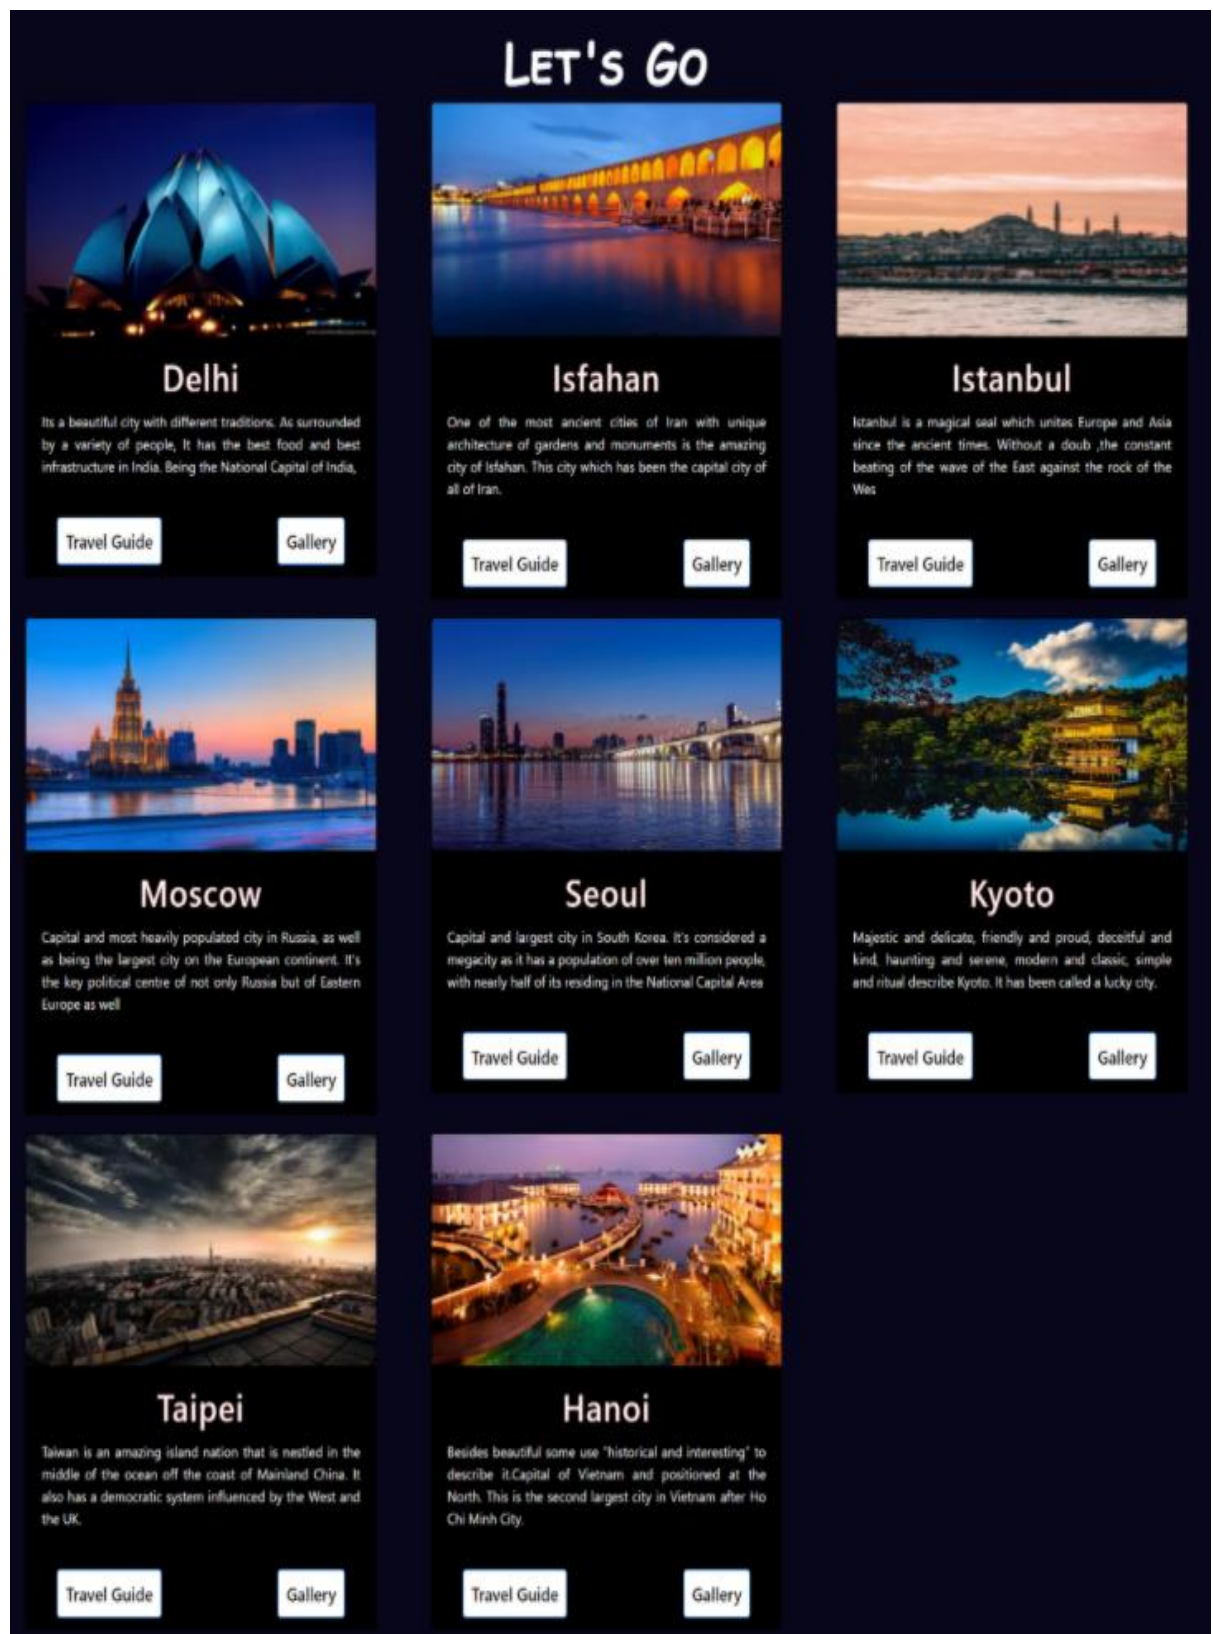 LET'S GO
Delhi
Its a beautiful city with different traditions. As surrounded
by a variety of people, It has the best food and best
infrastructure in India. Being the National Capital of India,
Travel Guide
Gallery
Isfahan
One of the most ancient cities of Iran with unique
architecture of gardens and monuments is the amazing
city of Isfahan. This city which has been the capital city of
all of Iran.
Travel Guide
Gallery
Istanbul
Istanbul is a magical seal which unites Europe and Asia
since the ancient times. Without a doub ,the constant
beating of the wave of the East against the rock of the
Wes
Travel Guide
Gallery
Moscow
Capital and most heavily populated city in Russia, as well
as being the largest city on the European continent. It's
the key political centre of not only Russia but of Eastern
Europe as well
Travel Guide
Gallery
Seoul
Capital and largest city in South Korea. It's considered a
megacity as it has a population of over ten million people,
with nearly half of its residing in the National Capital Area
Travel Guide
Gallery
Kyoto
Majestic and delicate, friendly and proud, deceitful and
kind, haunting and serene, modern and classic, simple
and ritual describe Kyoto. It has been called a lucky city.
Travel Guide
Gallery
Taipei
Taiwan is an amazing island nation that is nestled in the
middle of the ocean off the coast of Mainland China. It
also has a democratic system influenced by the West and
the UK.
Travel Guide
Gallery
Hanoi
Besides beautiful some use "historical and interesting" to
describe it.Capital of Vietnam and positioned at the
North. This is the second largest city in Vietnam after Ho
Chi Minh City.
Travel Guide
Gallery